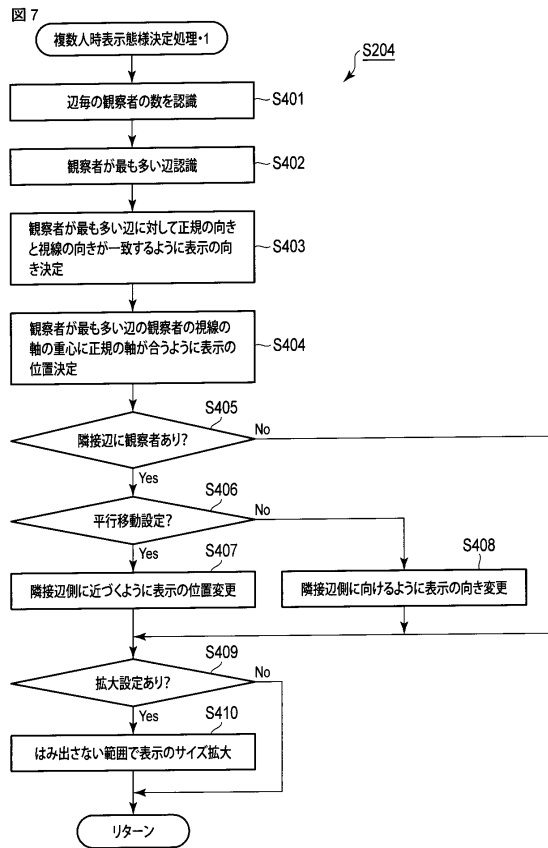 図7
複数人時表示態様決定処理・1
S204
辺毎の観察者の数を認識
S401
観察者が最も多い辺認識
S402
観察者が最も多い辺に対して正規の向き
と視線の向きが一致するように表示の向
き決定
S403
観察者が最も多い辺の観察者の視線の
軸の重心に正規の軸が合うように表示の
位置決定
S404
S405
隣接辺に観察者あり?
No
Yes
S406
平行移動設定?
No
Yes
S407
隣接辺側に近づくように表示の位置変更
S408
隣接辺側に向けるように表示の向き変更
S409
拡大設定あり?
No
Yes
S410
はみ出さない範囲で表示のサイズ拡大
リターン